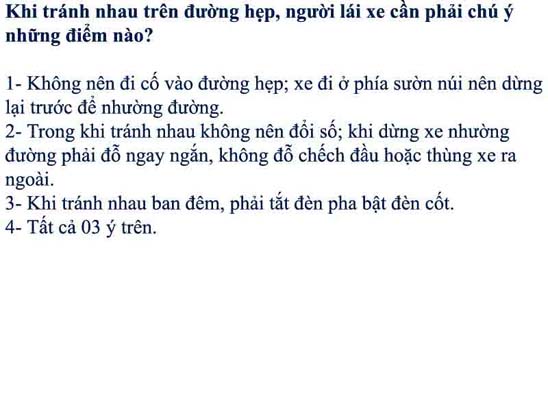 Khi tránh nhau trên đường hẹp, người lái xe cần phải chú ý
những điểm nào?
1- Không nên đi cố vào đường hẹp; xe đi ở phía sườn núi nên dừng
lại trước để nhường đường.
2- Trong khi tránh nhau không nên đổi số; khi dừng xe nhường
đường phải đỗ ngay ngắn, không đỗ chếch đầu hoặc thùng xe ra
ngoài.
3- Khi tránh nhau ban đêm, phải tắt đèn pha bật đèn cốt.
4- Tất cả 03 ý trên.